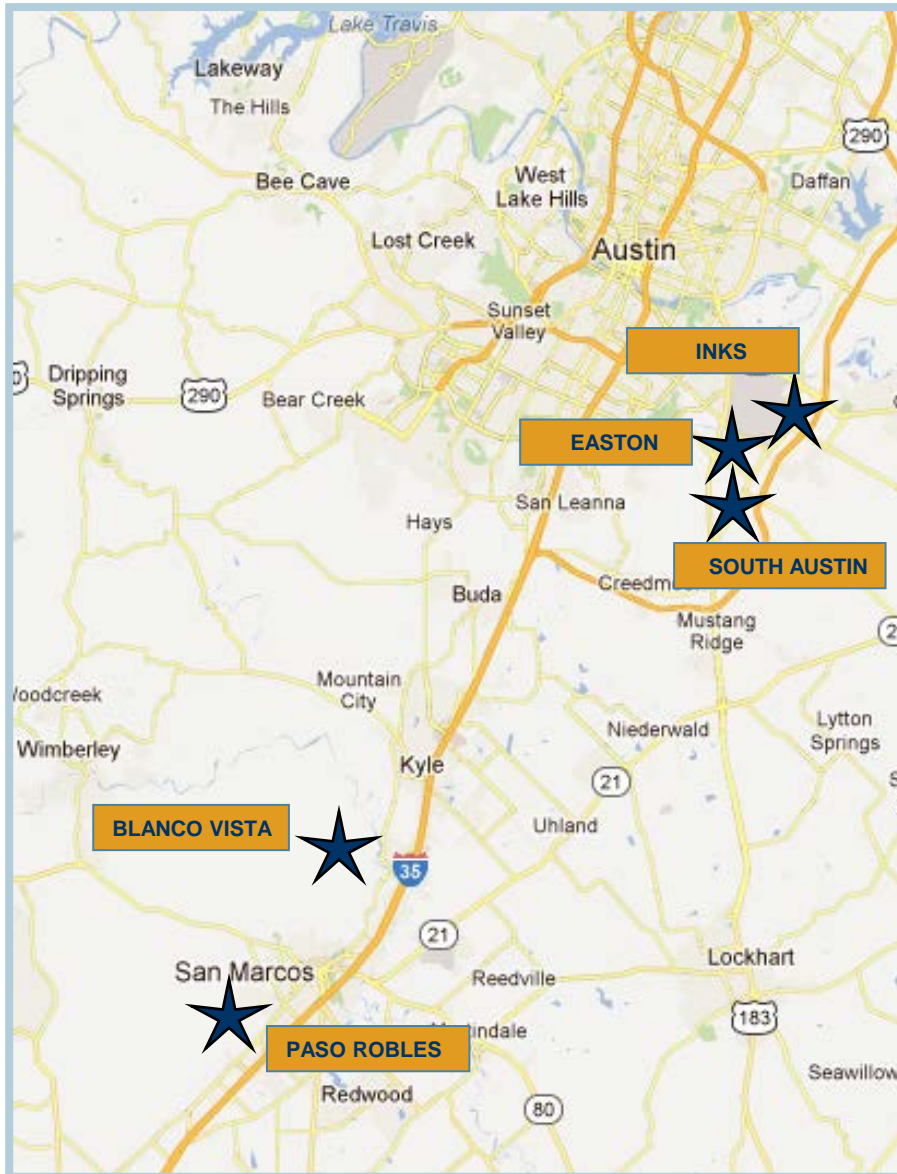 Lake Travis
Lakeway
The Hills
290
Bee Cave
West
Lake Hills
Daffan
Lost Creek
Austin
Sunset
Valley
INKS
Dripping
Springs
290
Bear Creek
EASTON
San Leanna
Hays
SOUTH AUSTIN
Buda
Mustang
Ridge
Mountain
City
Niederwald
Lytton
Springs
Wimberley
Kyle
21
BLANCO VISTA
Uhland
35
21
San Marcos
Reedville
Lockhart
183
PASO ROBLES
Redwood
80
Seawillow